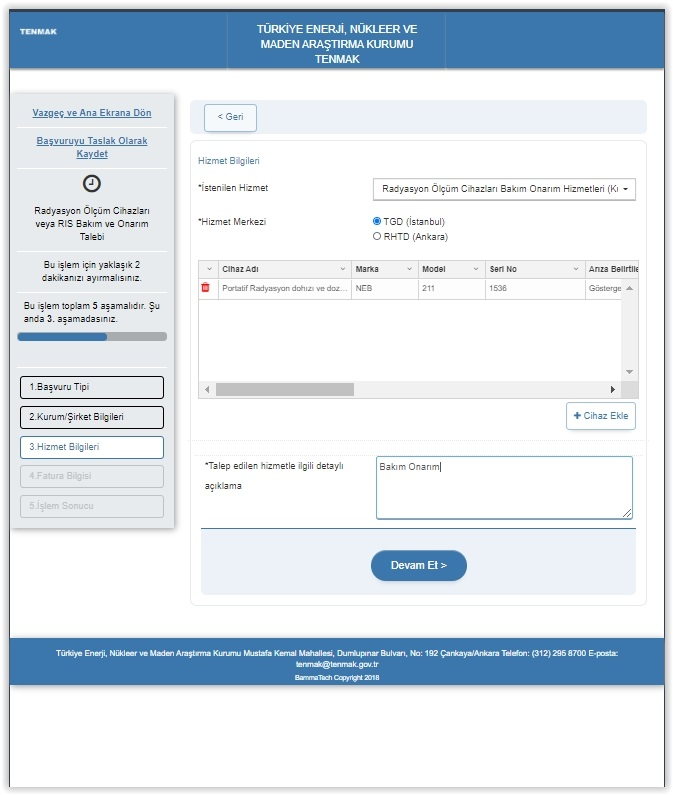 TENMAK
TÜRKİYE ENERJİ, NÜKLEER VE
MADEN ARAŞTIRMA KURUMU
TENMAK
Vazgeç ve Ana Ekrana Dön
Başvuruyu Taslak Olarak
Kaydet
Radyasyon Ölçüm Cihazları
veya RIS Bakım ve Onarım
Talebi
Bu işlem için yaklaşık 2
dakikanızı ayırmalısınız.
Bu işlem toplam 5 aşamalıdır. Şu
anda 3. aşamadasınız.
1.Başvuru Tipi
2.Kurum/Şirket Bilgileri
3.Hizmet Bilgileri
4.Fatura Bilgisi
5.İşlem Sonucu
< Geri
Hizmet Bilgileri
*İstenilen Hizmet
Radyasyon Ölçüm Cihazları Bakım Onarım Hizmetleri (Kı
*Hizmet Merkezi
TGD (İstanbul)
RHTD (Ankara)
Cihaz Adı Marka Model Seri No Arıza Belirtile
Portatif Radyasyon dohızı ve doz... NEB 211 1536 Gösterge
+ Cihaz Ekle
*Talep edilen hizmetle ilgili detaylı
açıklama
Bakım Onarım
Devam Et >
Türkiye Enerji, Nükleer ve Maden Araştırma Kurumu Mustafa Kemal Mahallesi, Dumlupınar Bulvarı, No: 192 Çankaya/Ankara Telefon: (312) 295 8700 E-posta:
tenmak@tenmak.gov.tr
BammaTech Copyright 2018